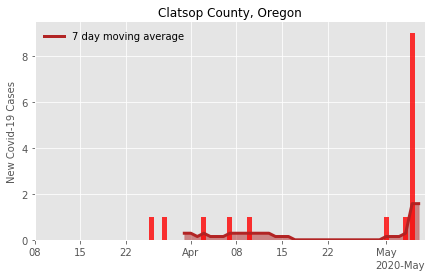 Clatsop County, Oregon
7 day moving average
New Covid-19 Cases
8
6
4
2
0
08 15 22 Apr 08 15 22 May
2020-May